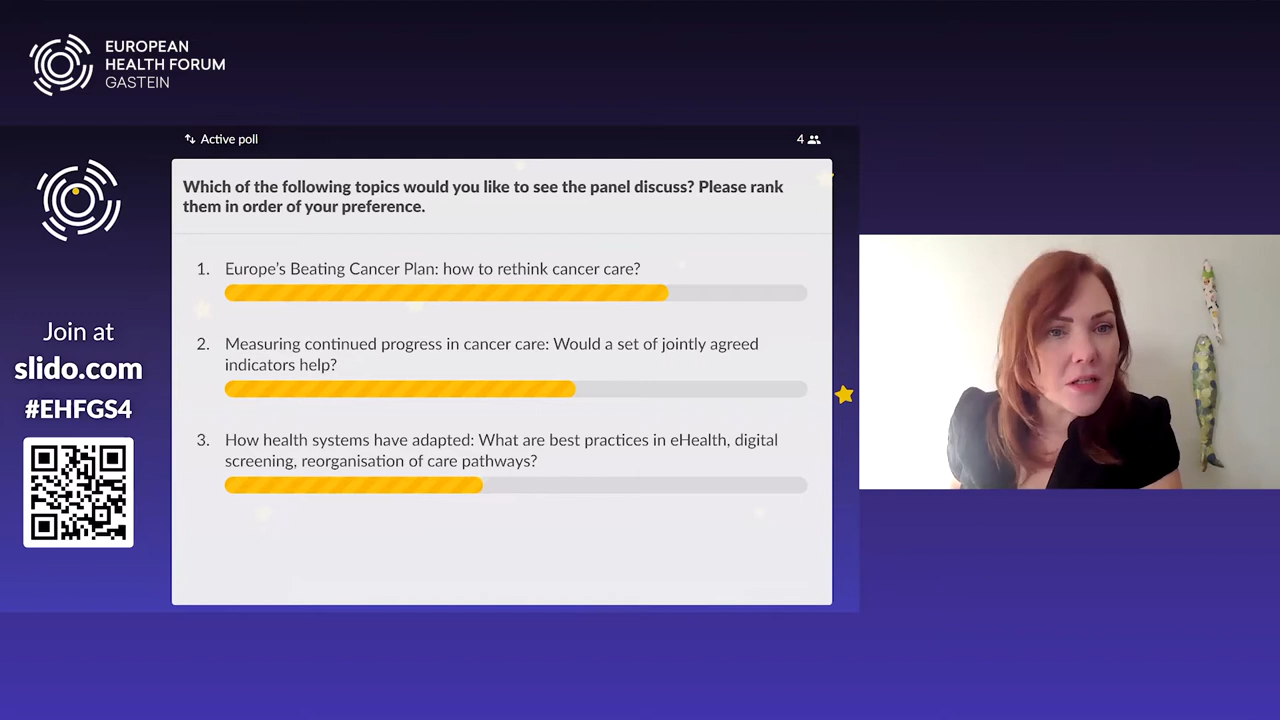 EUROPEAN
HEALTH FORUM
GASTEIN
Active poll
4
Which of the following topics would you like to see the panel discuss? Please rank
them in order of your preference.
1. Europe's Beating Cancer Plan: how to rethink cancer care?
2. Measuring continued progress in cancer care: Would a set of jointly agreed
indicators help?
3. How health systems have adapted: What are best practices in eHealth, digital
screening, reorganisation of care pathways?
Join at
slido.com
#EHFGS4